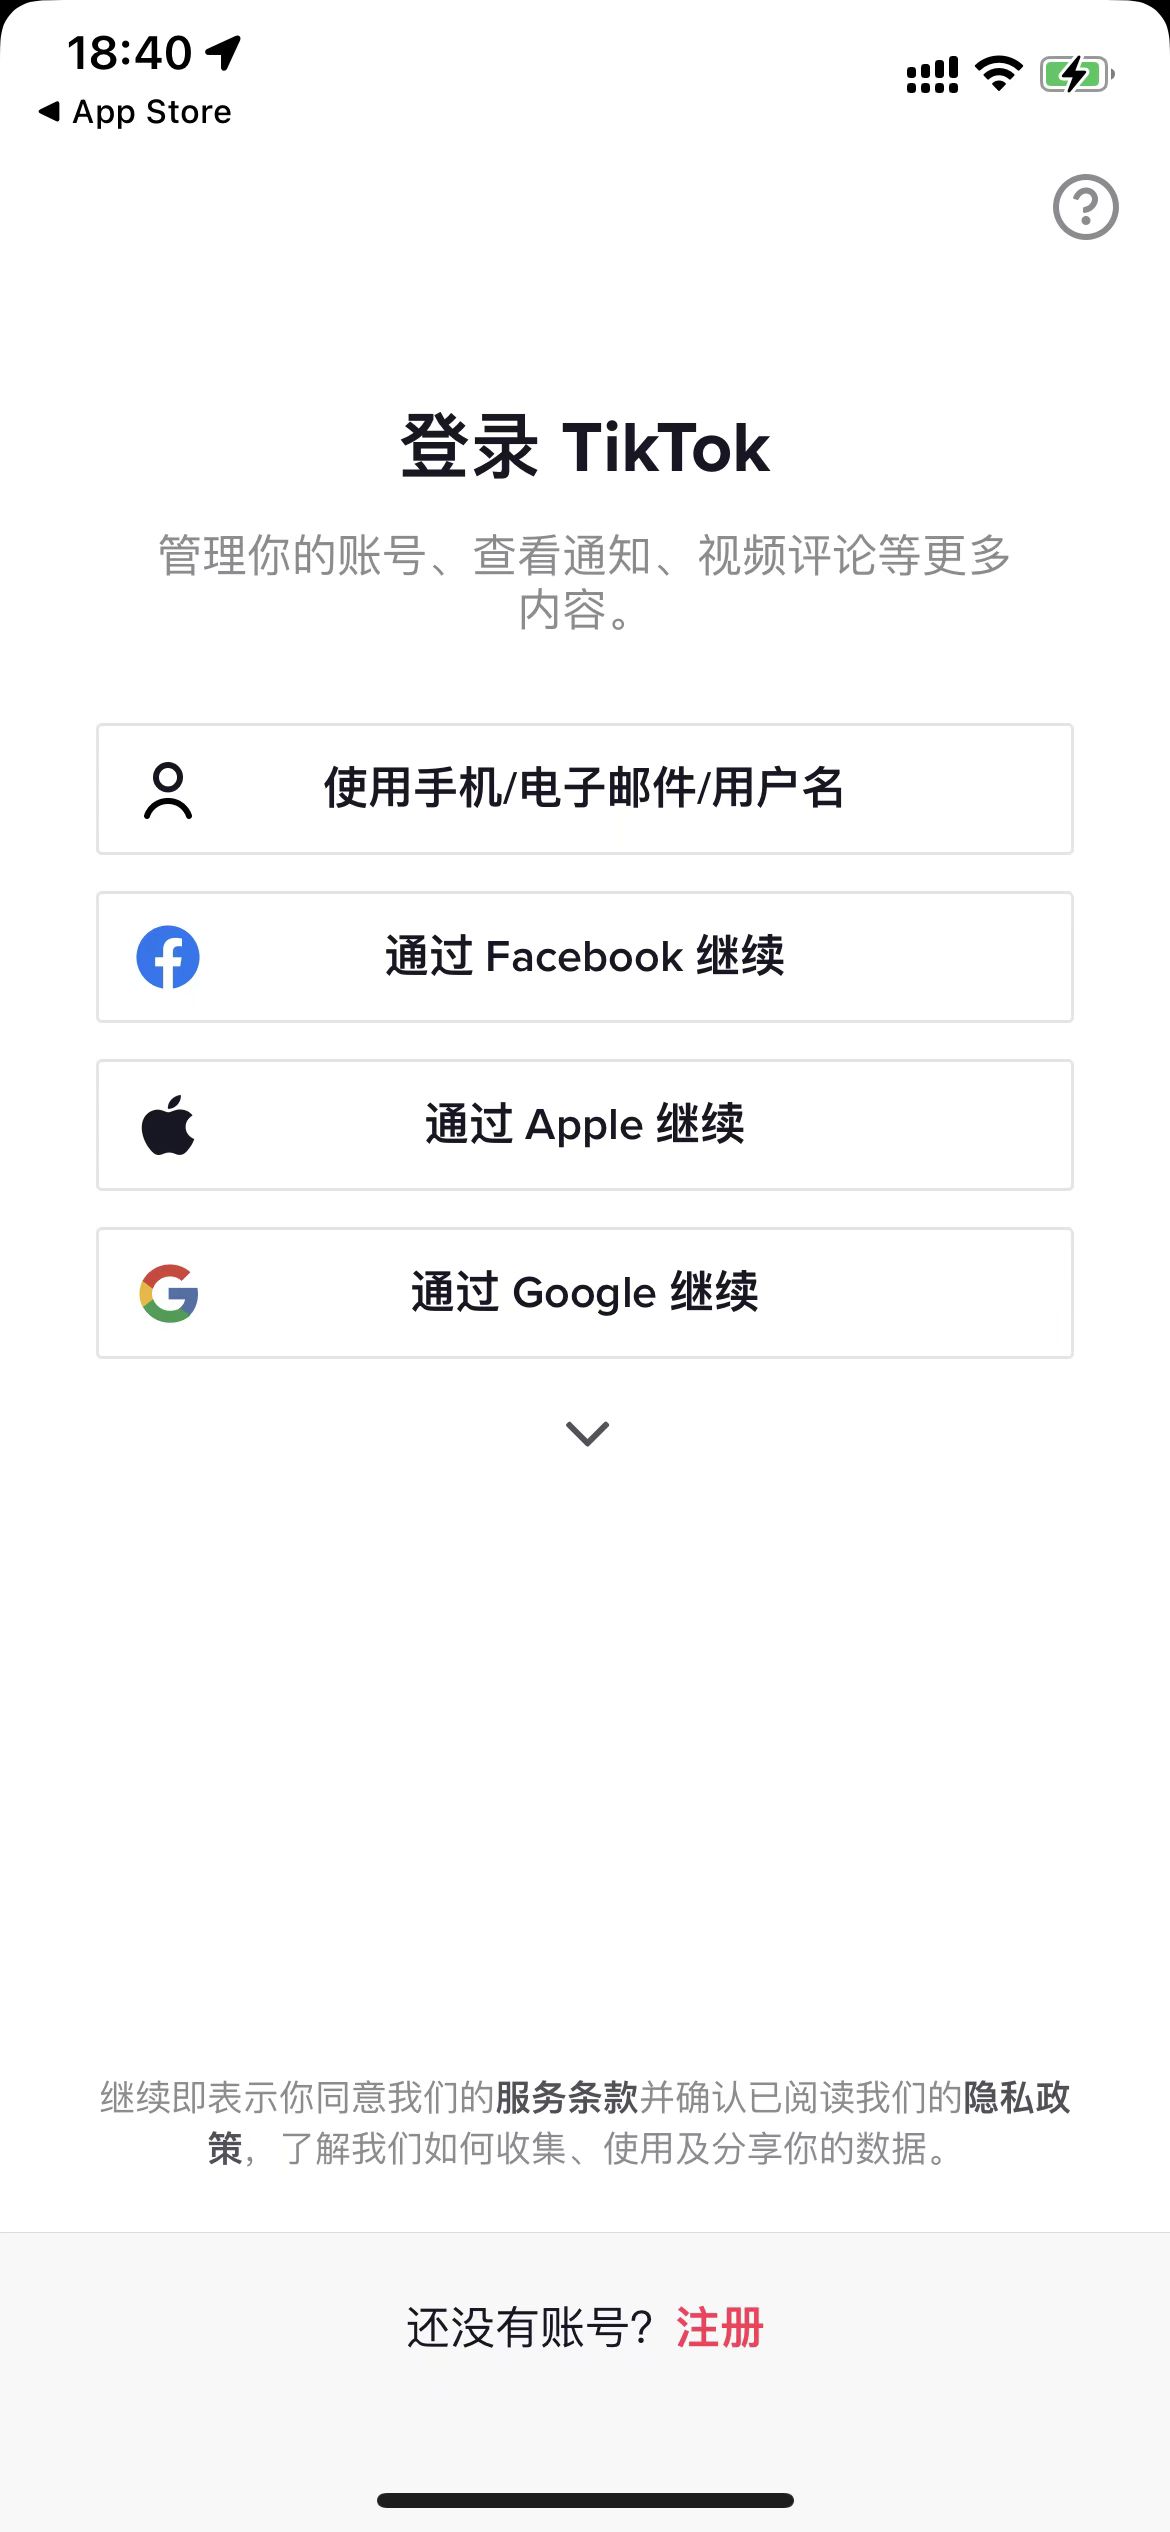 18:40
App Store
登录 TikTok
管理你的账号、查看通知、视频评论等更多
内容。
使用手机/电子邮件/用户名
通过 Facebook 继续
通过 Apple 继续
通过 Google 继续
继续即表示你同意我们的服务条款并确认已阅读我们的隐私政
策，了解我们如何收集、使用及分享你的数据。
还没有账号？ 注册